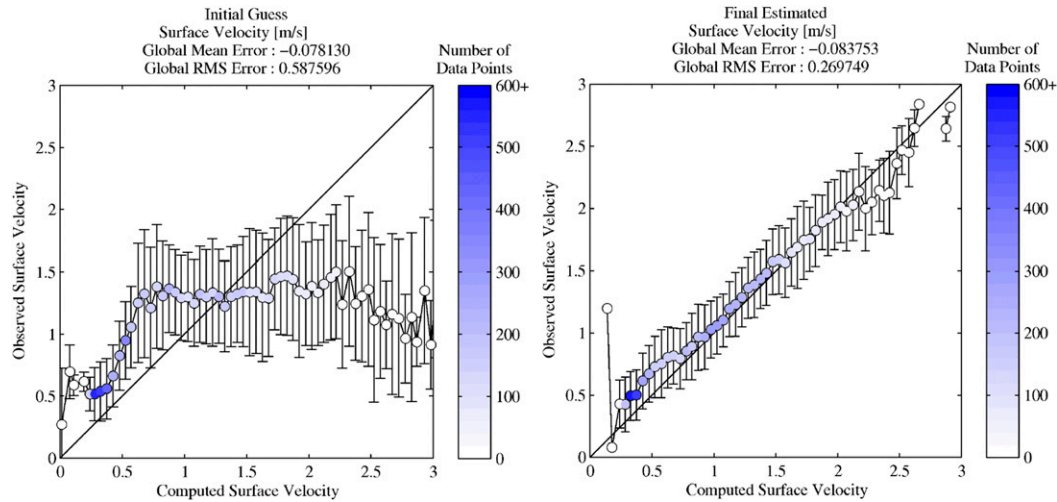 Initial Guess
Surface Velocity [m/s]
Global Mean Error : −0.078130
Global RMS Error : 0.587596
Number of
Data Points
600+
500
400
300
200
100
0
3
2.5
2
1.5
1
0.5
0
Observed Surface Velocity
0 0.5 1 1.5 2 2.5 3
Computed Surface Velocity
Final Estimated
Surface Velocity [m/s]
Global Mean Error : −0.083753
Global RMS Error : 0.269749
Number of
Data Points
600+
500
400
300
200
100
0
3
2.5
2
1.5
1
0.5
0
Observed Surface Velocity
0 0.5 1 1.5 2 2.5 3
Computed Surface Velocity